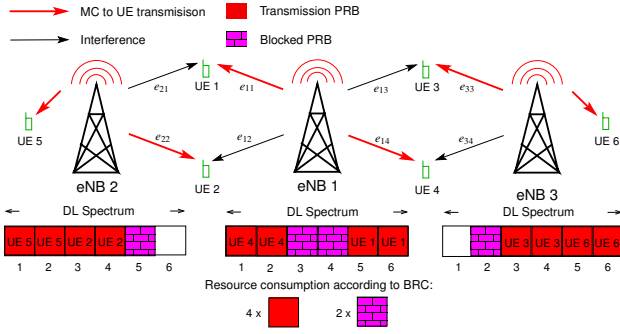 MC to UE transmisison
Transmission PRB
Interference
Blocked PRB
e21 UE 1 e11 e13 UE 3 e33
UE 5 e22 e12 e14 e34 UE 6
eNB 2 UE 2 eNB 1 UE 4 eNB 3
DL Spectrum DL Spectrum DL Spectrum
UE 5 UE 5 UE 2 UE 2 UE 4 UE 4 UE 1 UE 1 UE 3 UE 3 UE 6 UE 6
1 2 3 4 5 6 1 2 3 4 5 6 1 2 3 4 5 6
Resource consumption according to BRC:
4 x 2 x